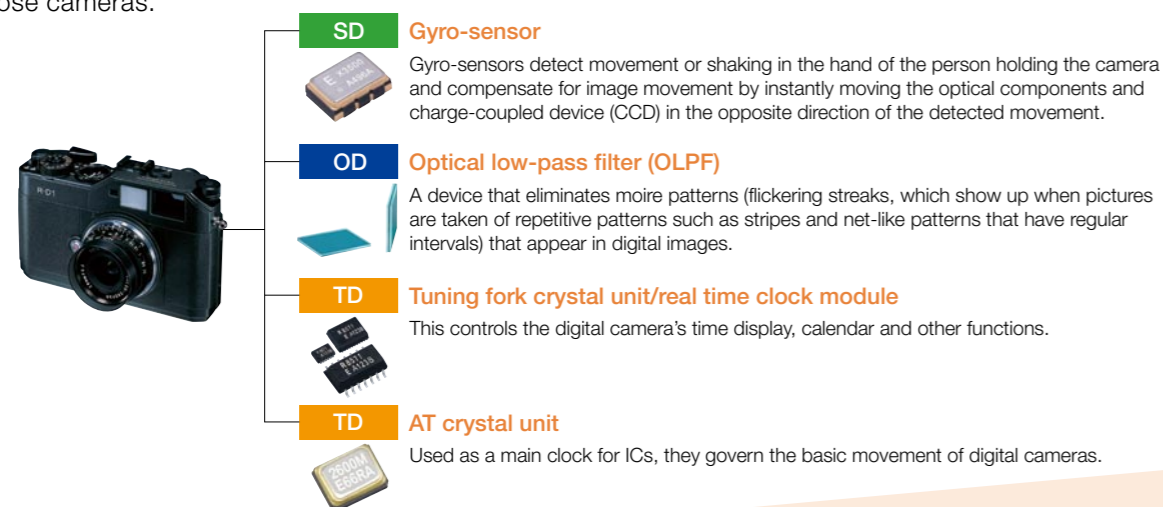 ose cameras.
SD
Gyro-sensor
E X3500
A496A
Gyro-sensors detect movement or shaking in the hand of the person holding the camera
and compensate for image movement by instantly moving the optical components and
charge-coupled device (CCD) in the opposite direction of the detected movement.
R-D1
OD
Optical low-pass filter (OLPF)
A device that eliminates moire patterns (flickering streaks, which show up when pictures
are taken of repetitive patterns such as stripes and net-like patterns that have regular
intervals) that appear in digital images.
TD
Tuning fork crystal unit/real time clock module
This controls the digital camera's time display, calendar and other functions.
R8571
E A123B
TD
AT crystal unit
Used as a main clock for ICs, they govern the basic movement of digital cameras.
2600M
E66RA